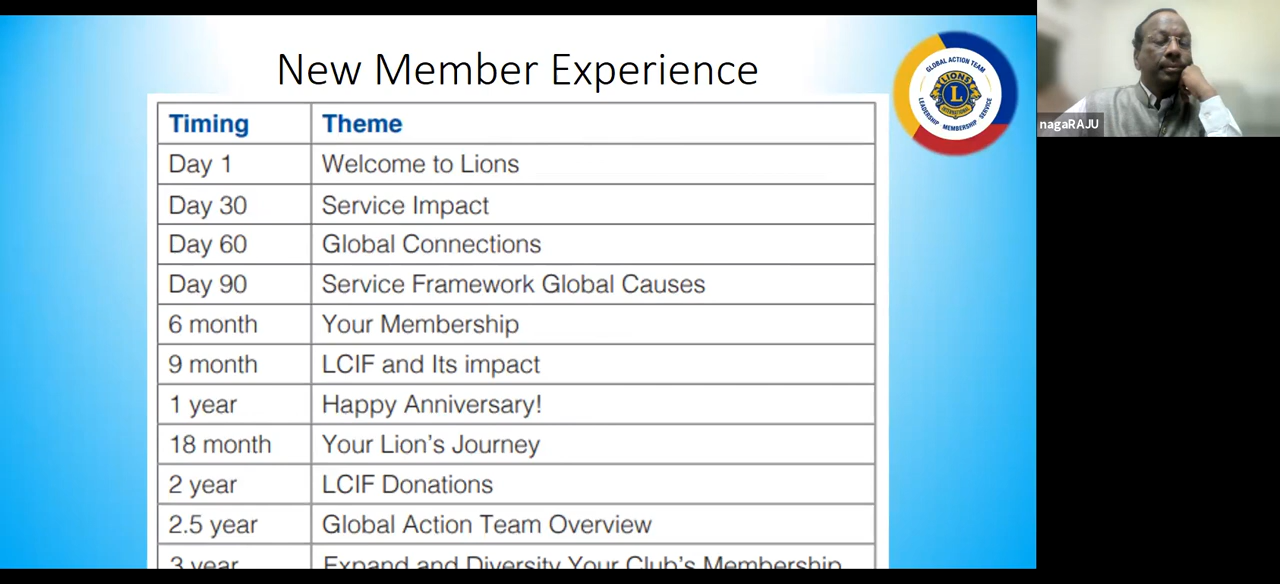 New Member Experience
Timing Theme
Day 1 Welcome to Lions
Day 30 Service Impact
Day 60 Global Connections
Day 90 Service Framework Global Causes
6 month Your Membership
9 month LCIF and Its impact
1 year Happy Anniversary!
18 month Your Lion's Journey
2 year LCIF Donations
2.5 year Global Action Team Overview
3 year Expand and Diversity Your Club's Membership
GLOBAL ACTION TEAM
LIONS
L
INTERNATIONAL
LEADERSHIP MEMBERSHIP SERVICE
nagaRAJU